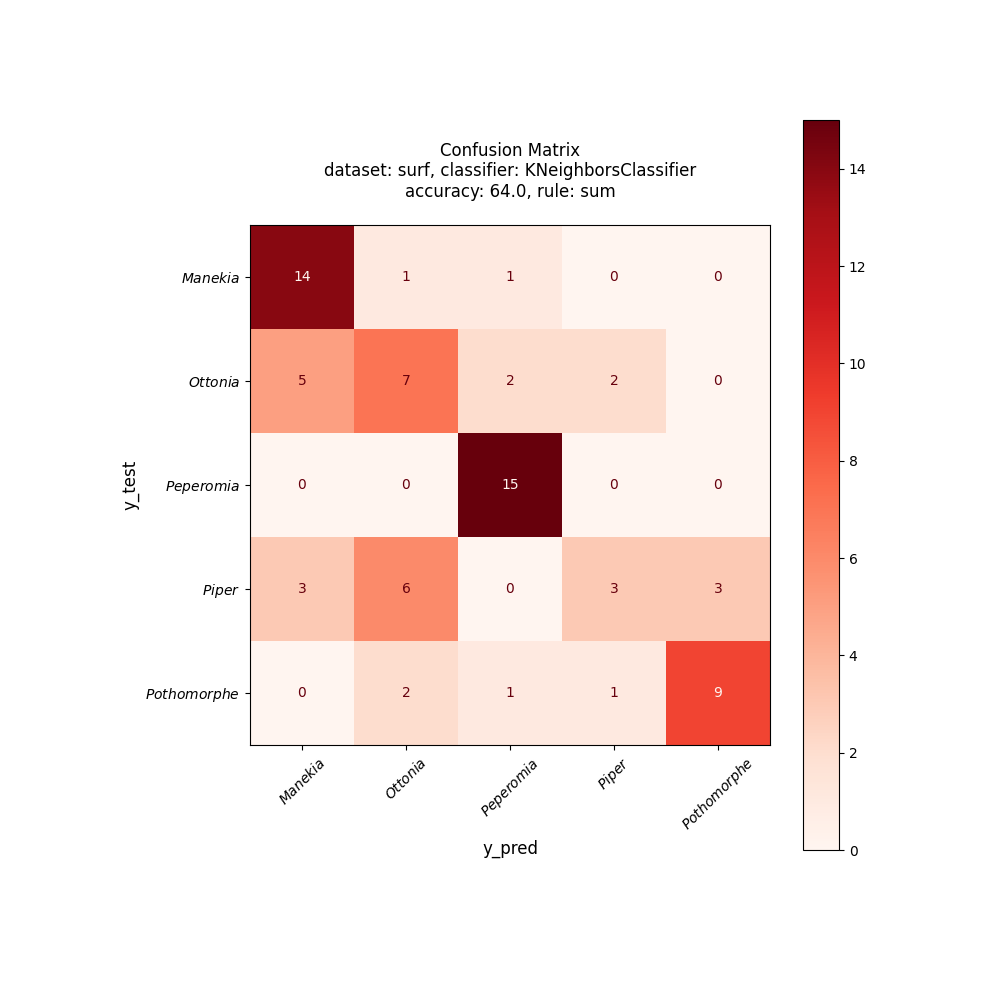 Confusion Matrix
dataset: surf, classifier: KNeighborsClassifier
accuracy: 64.0, rule: sum
14
12
10
8
6
4
2
0
y_test
Manekia 14 1 1 0 0
Ottonia 5 7 2 2 0
Peperomia 0 0 15 0 0
Piper 3 6 0 3 3
Pothomorphe 0 2 1 1 9
Manekia Ottonia Peperomia Piper Pothomorphe
y_pred